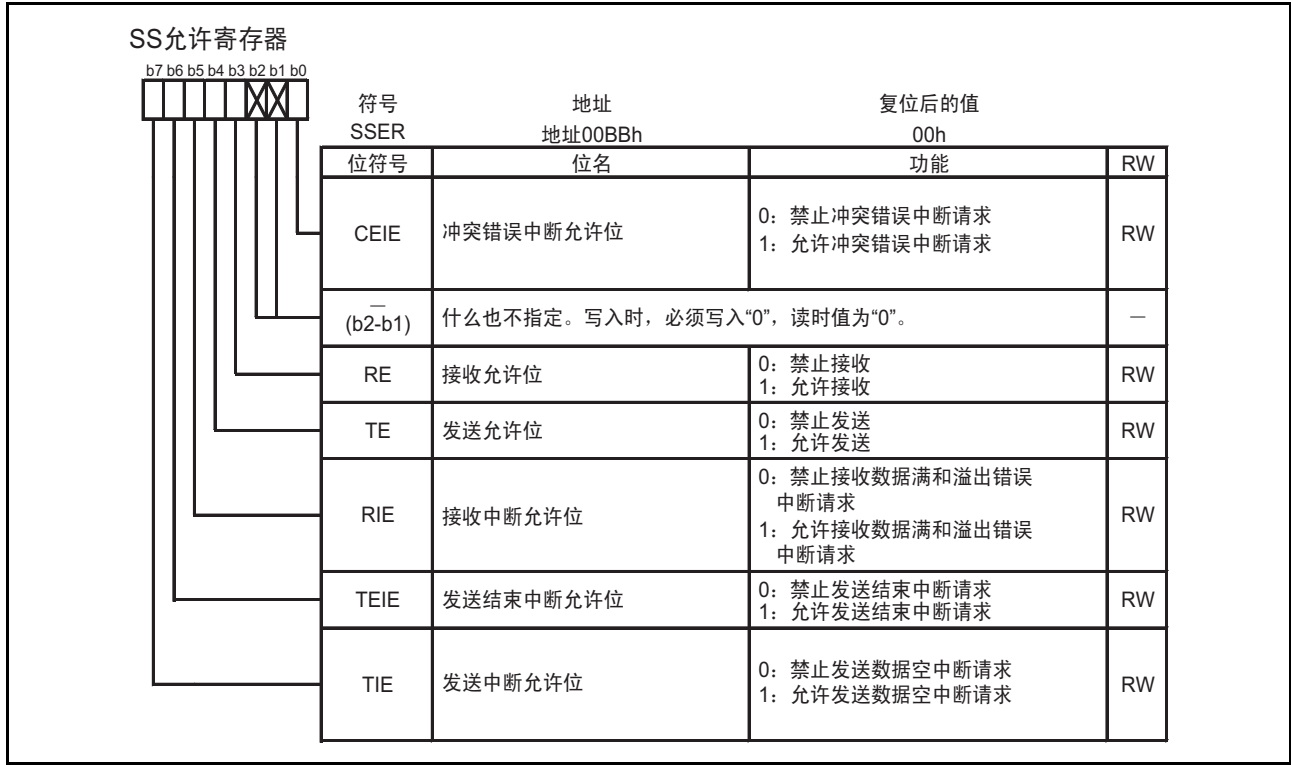 SS允许寄存器
b7 b6 b5 b4 b3 b2 b1 b0
符号 地址 复位后的值
SSER 地址00BBh 00h
位符号 位名 功能 RW
CEIE 冲突错误中断允许位 0：禁止冲突错误中断请求 RW
1：允许冲突错误中断请求
—
(b2-b1) 什么也不指定。写入时，必须写入“0”，读时值为“0”。 —
RE 接收允许位 0：禁止接收 RW
1：允许接收
TE 发送允许位 0：禁止发送 RW
1：允许发送
RIE 接收中断允许位 0：禁止接收数据满和溢出错误 RW
中断请求
1：允许接收数据满和溢出错误
中断请求
TEIE 发送结束中断允许位 0：禁止发送结束中断请求 RW
1：允许发送结束中断请求
TIE 发送中断允许位 0：禁止发送数据空中断请求 RW
1：允许发送数据空中断请求